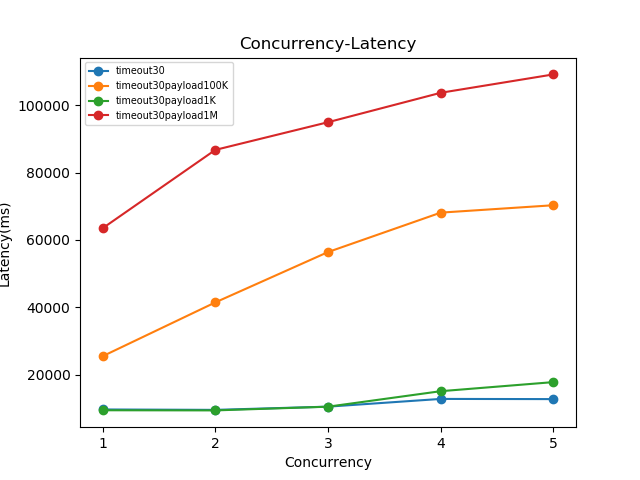 Concurrency-Latency
timeout30
timeout30payload100K
timeout30payload1K
timeout30payload1M
Latency(ms)
100000
80000
60000
40000
20000
1 2 3 4 5
Concurrency